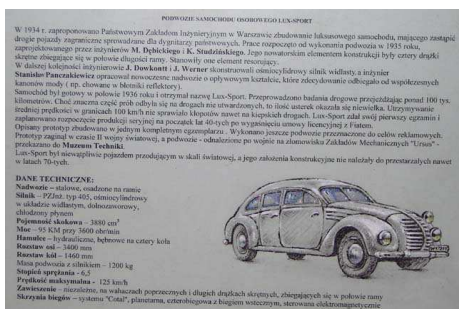 PODWOZIE SAMOCHODU OSOBOWEGO LUX-SPORT
W 1934 r. zaproponowano Państwowym Zakładom Inżynieryjnym w Warszawie zbudowanie luksusowego samochodu, mającego zastąpić
drogie pojazdy zagraniczne sprowadzane dla dygnitarzy państwowych. Prace rozpoczęto od wykonania podwozia w 1935 roku,
zaprojektowanego przez inżynierów M. Dębickiego i K. Studzińskiego. Jego nowatorskim elementem konstrukcji były cztery drążki
skrętne zbiegające się w połowie długości ramy. Stanowiły one element resorujący.
W dalszej kolejności inżynierowie J. Dowkontt i J. Werner skonstruowali ośmiocylindrowy silnik widlasty, a inżynier
Stanisław Panczakiewicz opracował nowoczesne nadwozie o opływowym kształcie, które zdecydowanie odbiegało od współczesnych
kanonów mody ( np. chowane w błotniki reflektory).
Samochód był gotowy w połowie 1936 roku i otrzymał nazwę Lux-Sport. Przeprowadzono badania drogowe przejeżdżając ponad 100 tys.
kilometrów. Choć znaczna część prób odbyła się na drogach nie utwardzonych, to ilość usterek okazała się niewielka. Utrzymywanie
średniej prędkości w granicach 100 km/h nie sprawiało kłopotów nawet na kiepskich drogach. Lux-Sport zdał swój pierwszy egzamin i
zaplanowano rozpoczęcie produkcji seryjnej na początek lat 40-tych po wygaśnięciu umowy licencyjnej z Fiatem.
Opisany prototyp zbudowano w jednym kompletnym egzemplarzu . Wykonano jeszcze podwozie przeznaczone do celów reklamowych.
Prototyp zaginął w czasie II wojny światowej, a podwozie - odnalezione po wojnie na złomowisku Zakładów Mechanicznych "Ursus" -
przekazano do Muzeum Techniki.
Lux-Sport był niewątpliwie pojazdem przodującym w skali światowej, a jego założenia konstrukcyjne nie należały do przestarzałych nawet
w latach 70-tych.
DANE TECHNICZNE:
Nadwozie – stalowe, osadzone na ramie
Silnik – PZInż. typ 405, ośmiocylindrowy
w układzie widlastym, dolnozaworowy,
chłodzony płynem
Pojemność skokowa – 3880 cm³
Moc – 95 KM przy 3600 obr/min
Hamulce – hydrauliczne, bębnowe na cztery koła
Rozstaw osi – 3400 mm
Rozstaw kół – 1460 mm
Masa podwozia z silnikiem – 1200 kg
Stopień sprężania - 6,5
Prędkość maksymalna - 125 km/h
Zawieszenie – niezależne, na wahaczach poprzecznych i długich drążkach skrętnych, zbiegających się w połowie ramy
Skrzynia biegów – systemu "Cotal", planetarna, czterobiegowa z biegiem wstecznym, sterowana elektromagnetycznie